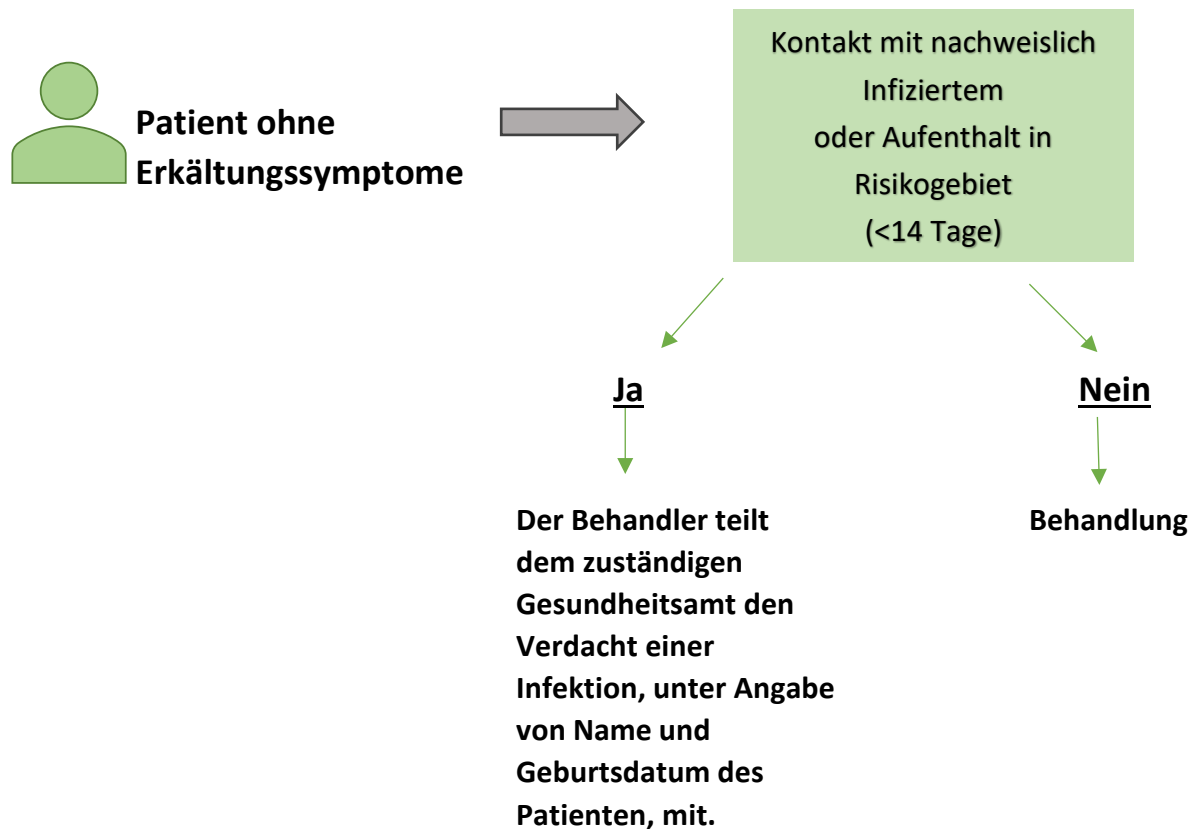 Patient ohne
Erkältungssymptome
Kontakt mit nachweislich
Infiziertem
oder Aufenthalt in
Risikogebiet
(<14 Tage)
Ja
Nein
Der Behandler teilt
dem zuständigen
Gesundheitsamt den
Verdacht einer
Infektion, unter Angabe
von Name und
Geburtsdatum des
Patienten, mit.
Behandlung